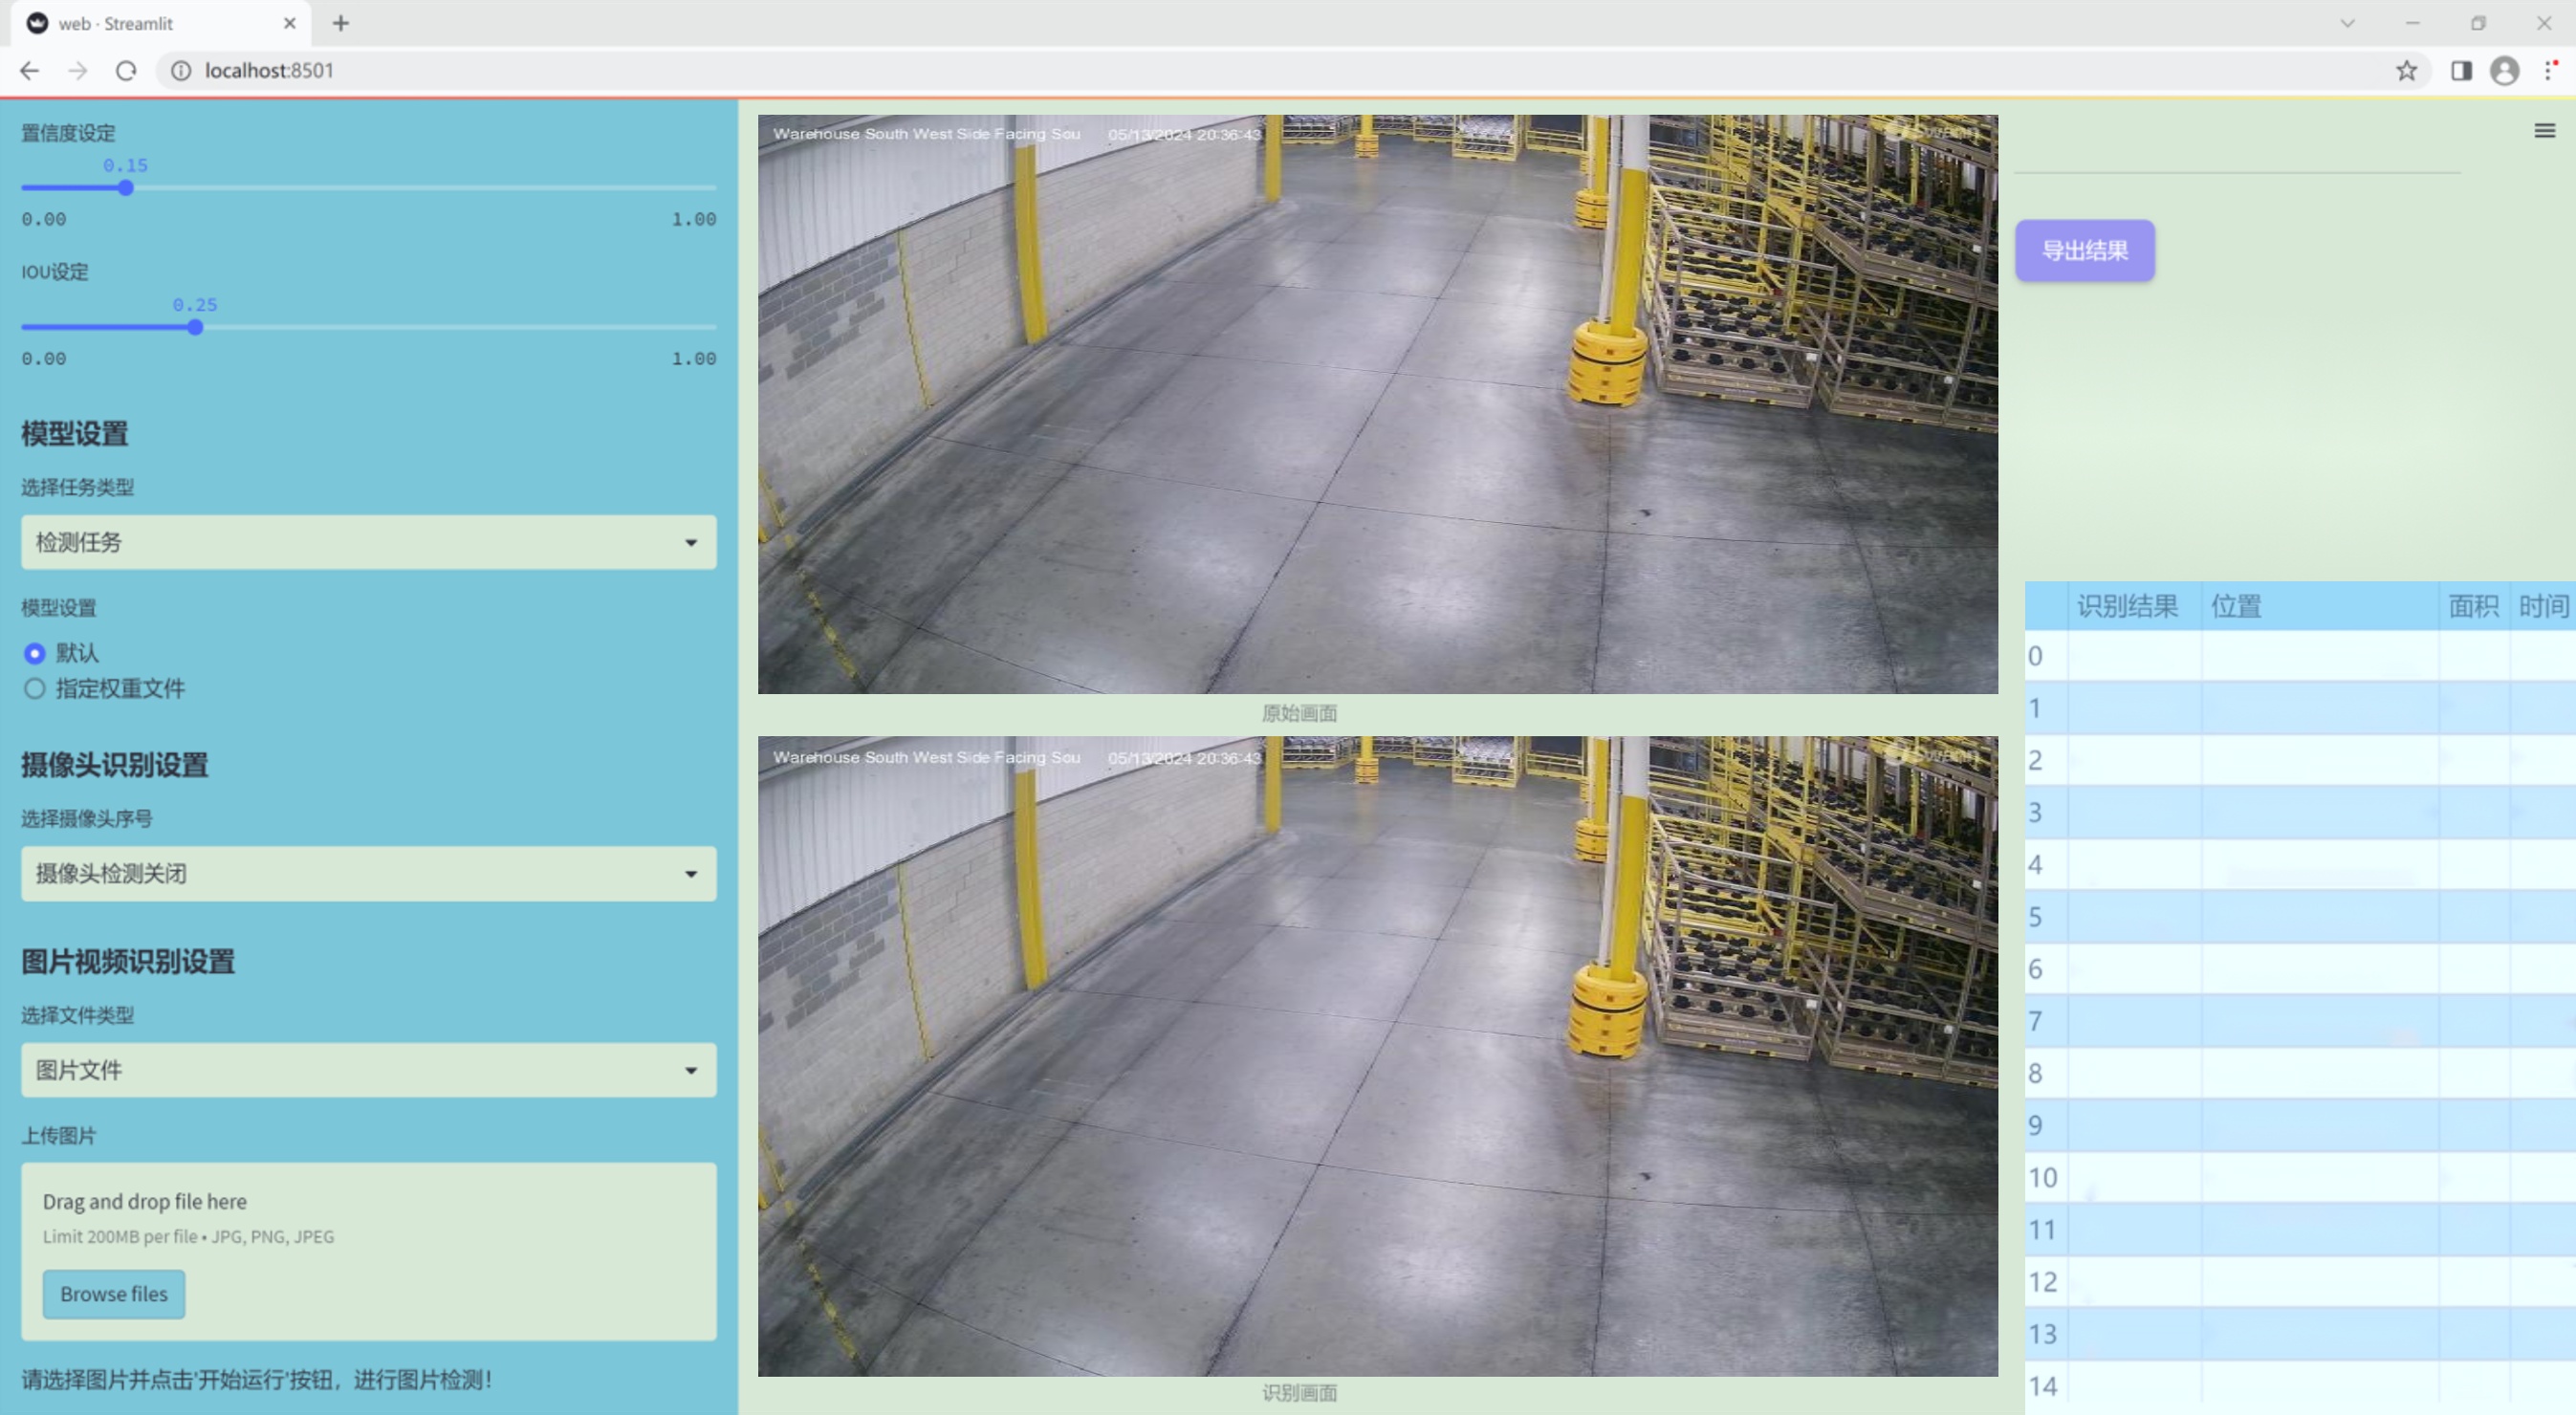 web · Streamlit
localhost:8501
置信度设定
0.15
0.00 1.00
IOU设定
0.25
0.00 1.00
模型设置
选择任务类型
检测任务
模型设置
默认
指定权重文件
摄像头识别设置
选择摄像头序号
摄像头检测关闭
图片视频识别设置
选择文件类型
图片文件
上传图片
Drag and drop file here
Limit 200MB per file • JPG, PNG, JPEG
Browse files
请选择图片并点击'开始运行'按钮，进行图片检测！
Warehouse South West Side Facing Sou 05/13/2024 20:36:43
原始画面
Warehouse South West Side Facing Sou 05/13/2024 20:36:43
识别画面
导出结果
识别结果 位置 面积 时间
0
1
2
3
4
5
6
7
8
9
10
11
12
13
14